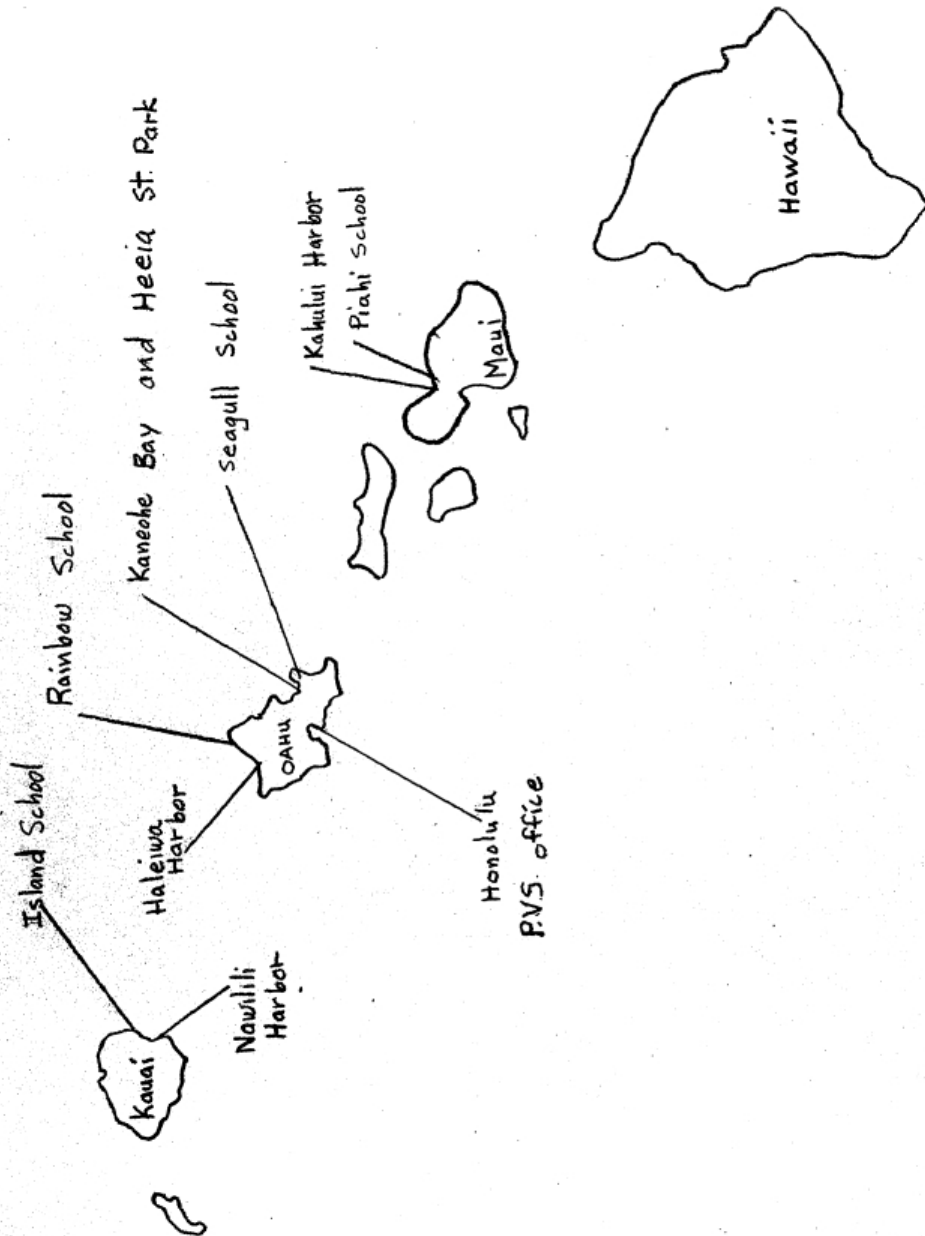 Island School
Rainbow School
Kaneohe Bay and Heeia St. Park
Seagull School
Kahului Harbor
Piahi School
Haleiwa
Harbor
Nawilili
Harbor
Kauai
OAHU
Maui
Hawaii
Honolulu
P.V.S. office